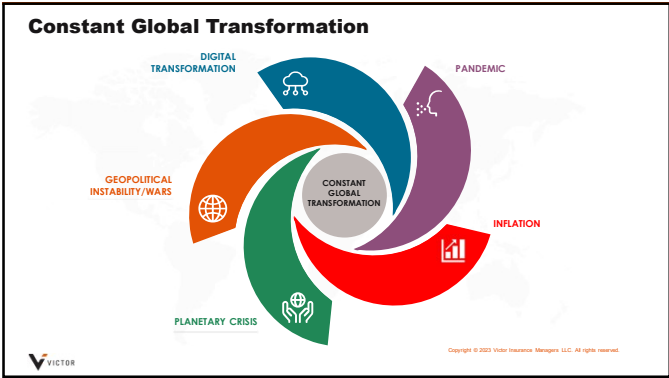 Constant Global Transformation
DIGITAL
TRANSFORMATION
PANDEMIC
GEOPOLITICAL
INSTABILITY/WARS
CONSTANT
GLOBAL
TRANSFORMATION
INFLATION
PLANETARY CRISIS
Copyright © 2023 Victor Insurance Managers LLC. All rights reserved.
VICTOR